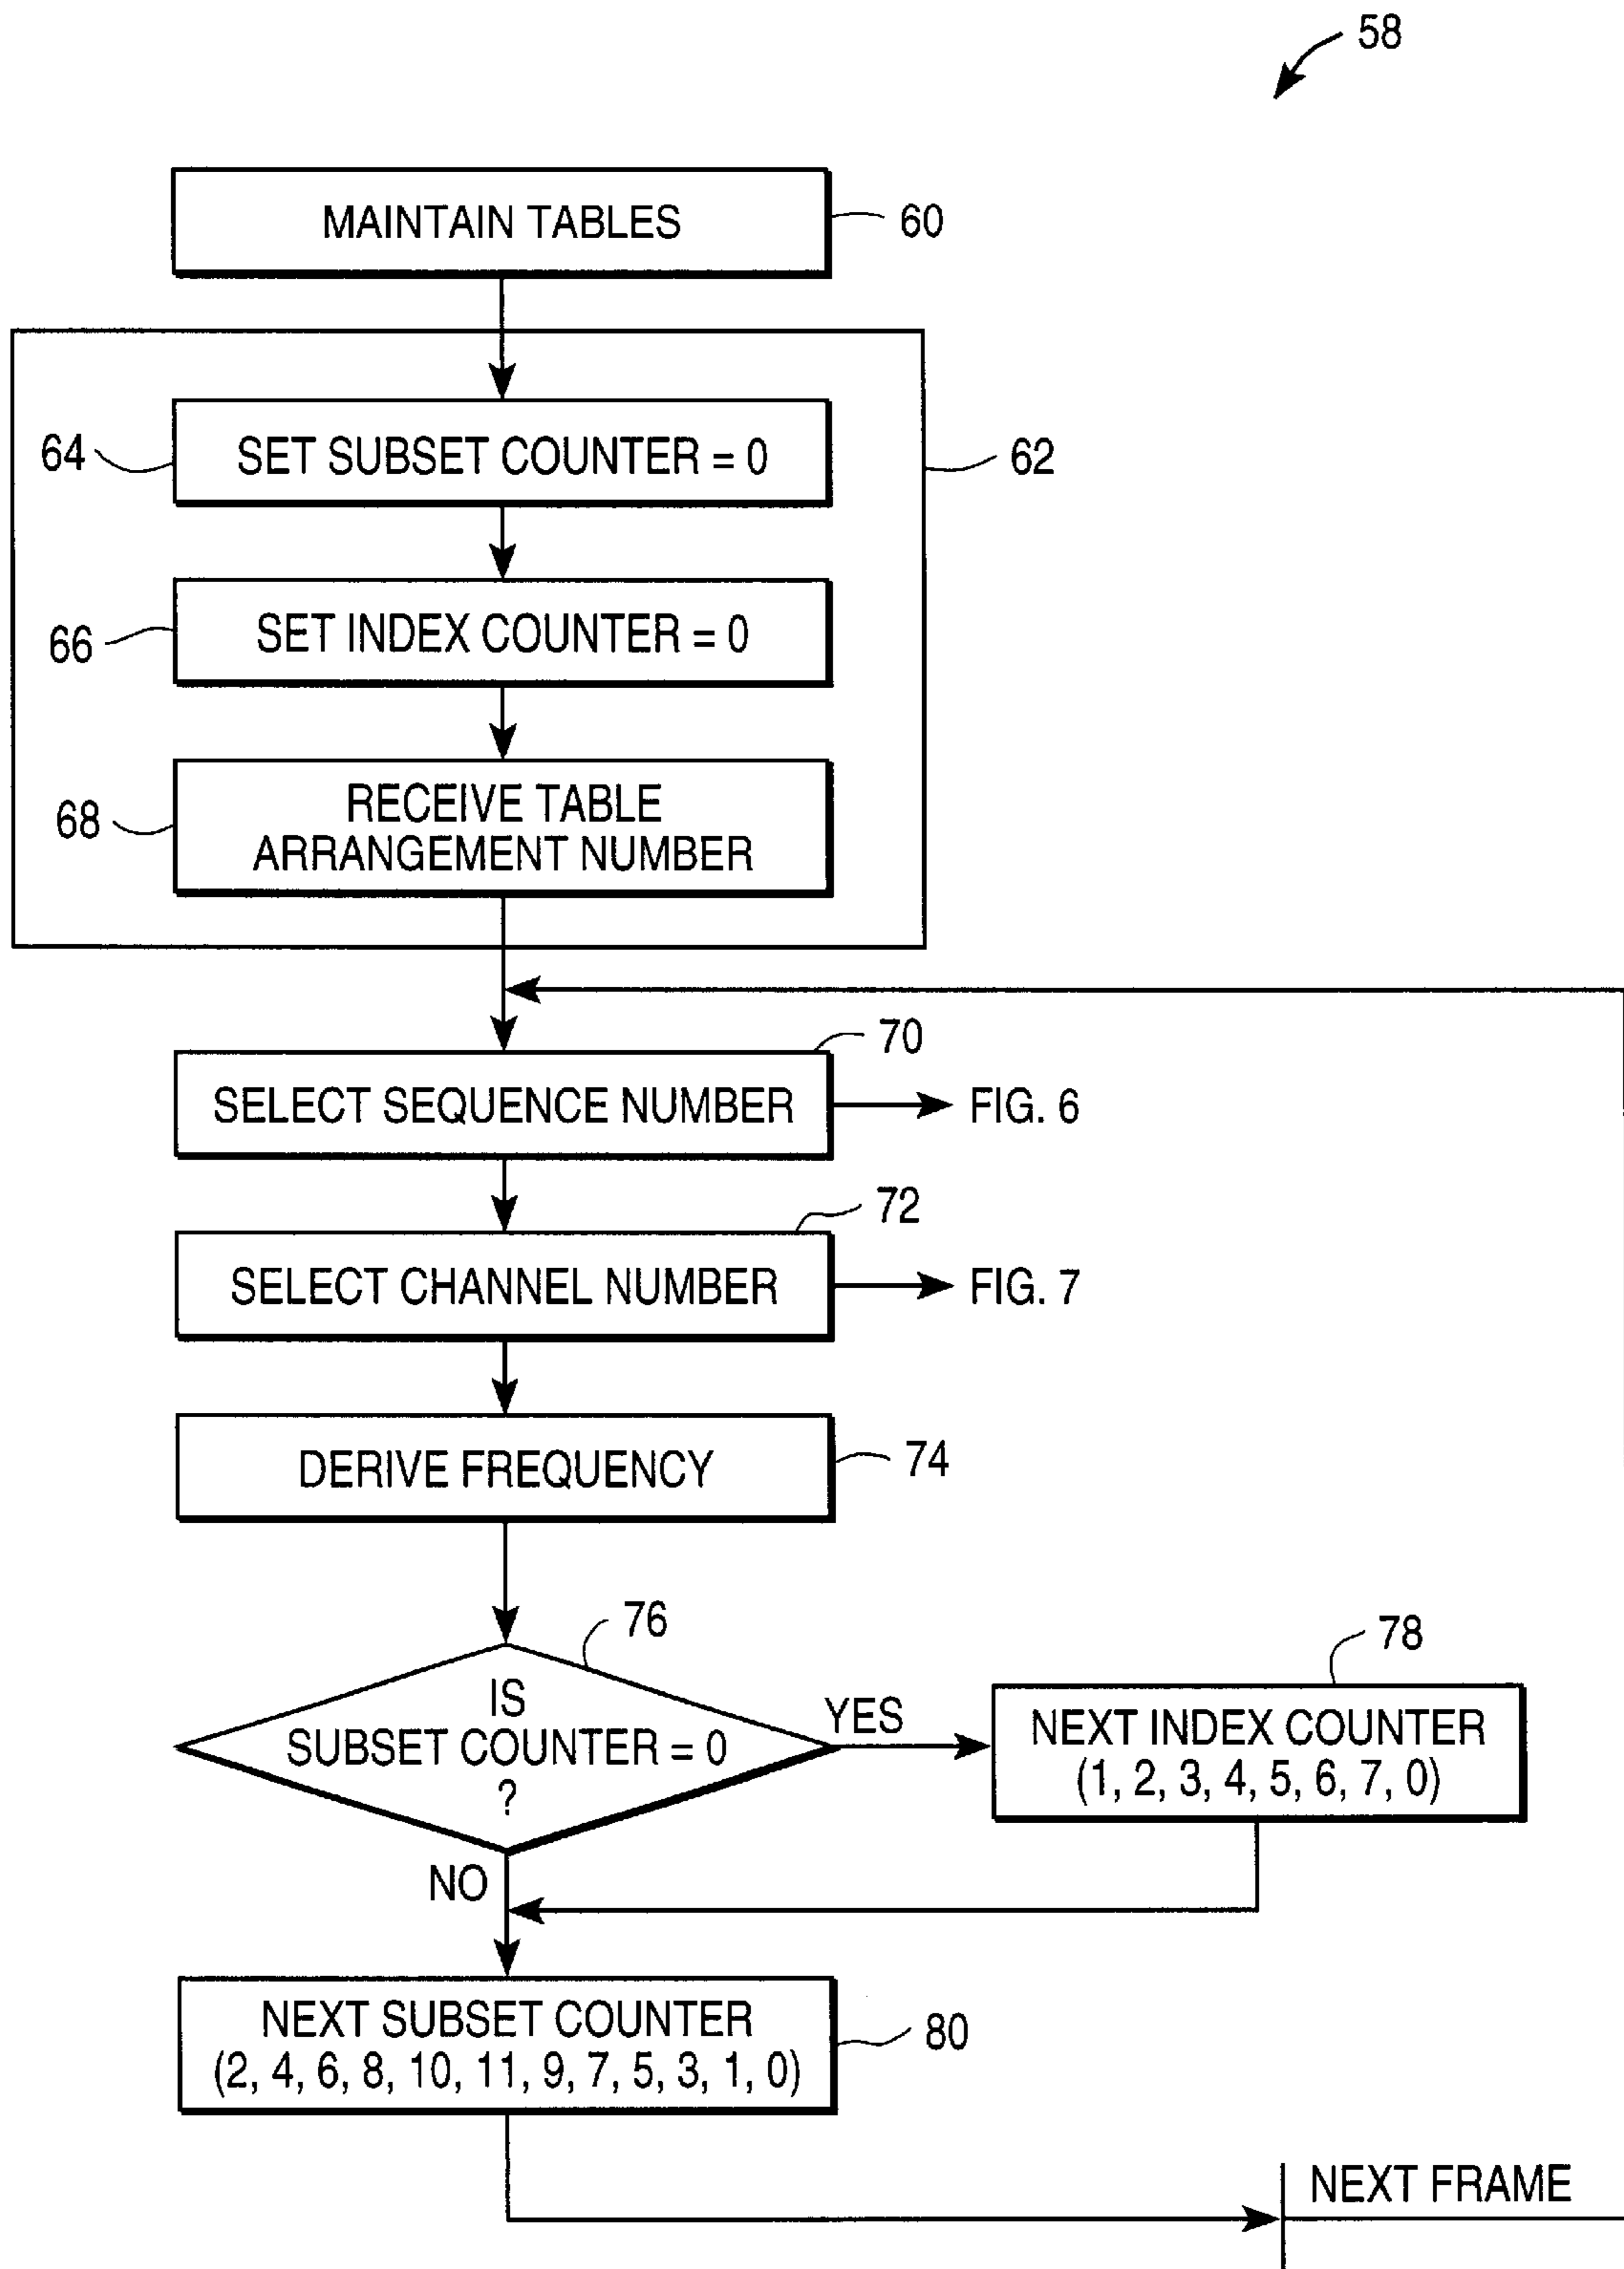 58
MAINTAIN TABLES
60
64
SET SUBSET COUNTER = 0
62
66
SET INDEX COUNTER = 0
68
RECEIVE TABLE
ARRANGEMENT NUMBER
70
SELECT SEQUENCE NUMBER
FIG. 6
72
SELECT CHANNEL NUMBER
FIG. 7
DERIVE FREQUENCY
74
76
IS
SUBSET COUNTER = 0
?
YES
78
NEXT INDEX COUNTER
(1, 2, 3, 4, 5, 6, 7, 0)
NO
NEXT SUBSET COUNTER
(2, 4, 6, 8, 10, 11, 9, 7, 5, 3, 1, 0)
80
NEXT FRAME